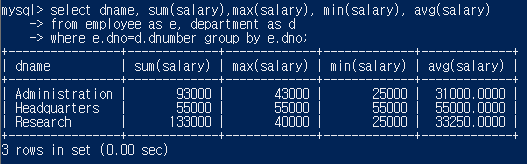 mysql> select dname, sum(salary),max(salary), min(salary), avg(salary)
    -> from employee as e, department as d
    -> where e.dno=d.dnumber group by e.dno;
+----------------+-------------+-------------+-------------+-------------+
| dname          | sum(salary) | max(salary) | min(salary) | avg(salary) |
+----------------+-------------+-------------+-------------+-------------+
| Administration |       93000 |       43000 |       25000 |  31000.0000 |
| Headquarters   |       55000 |       55000 |       55000 |  55000.0000 |
| Research       |      133000 |       40000 |       25000 |  33250.0000 |
+----------------+-------------+-------------+-------------+-------------+
3 rows in set (0.00 sec)